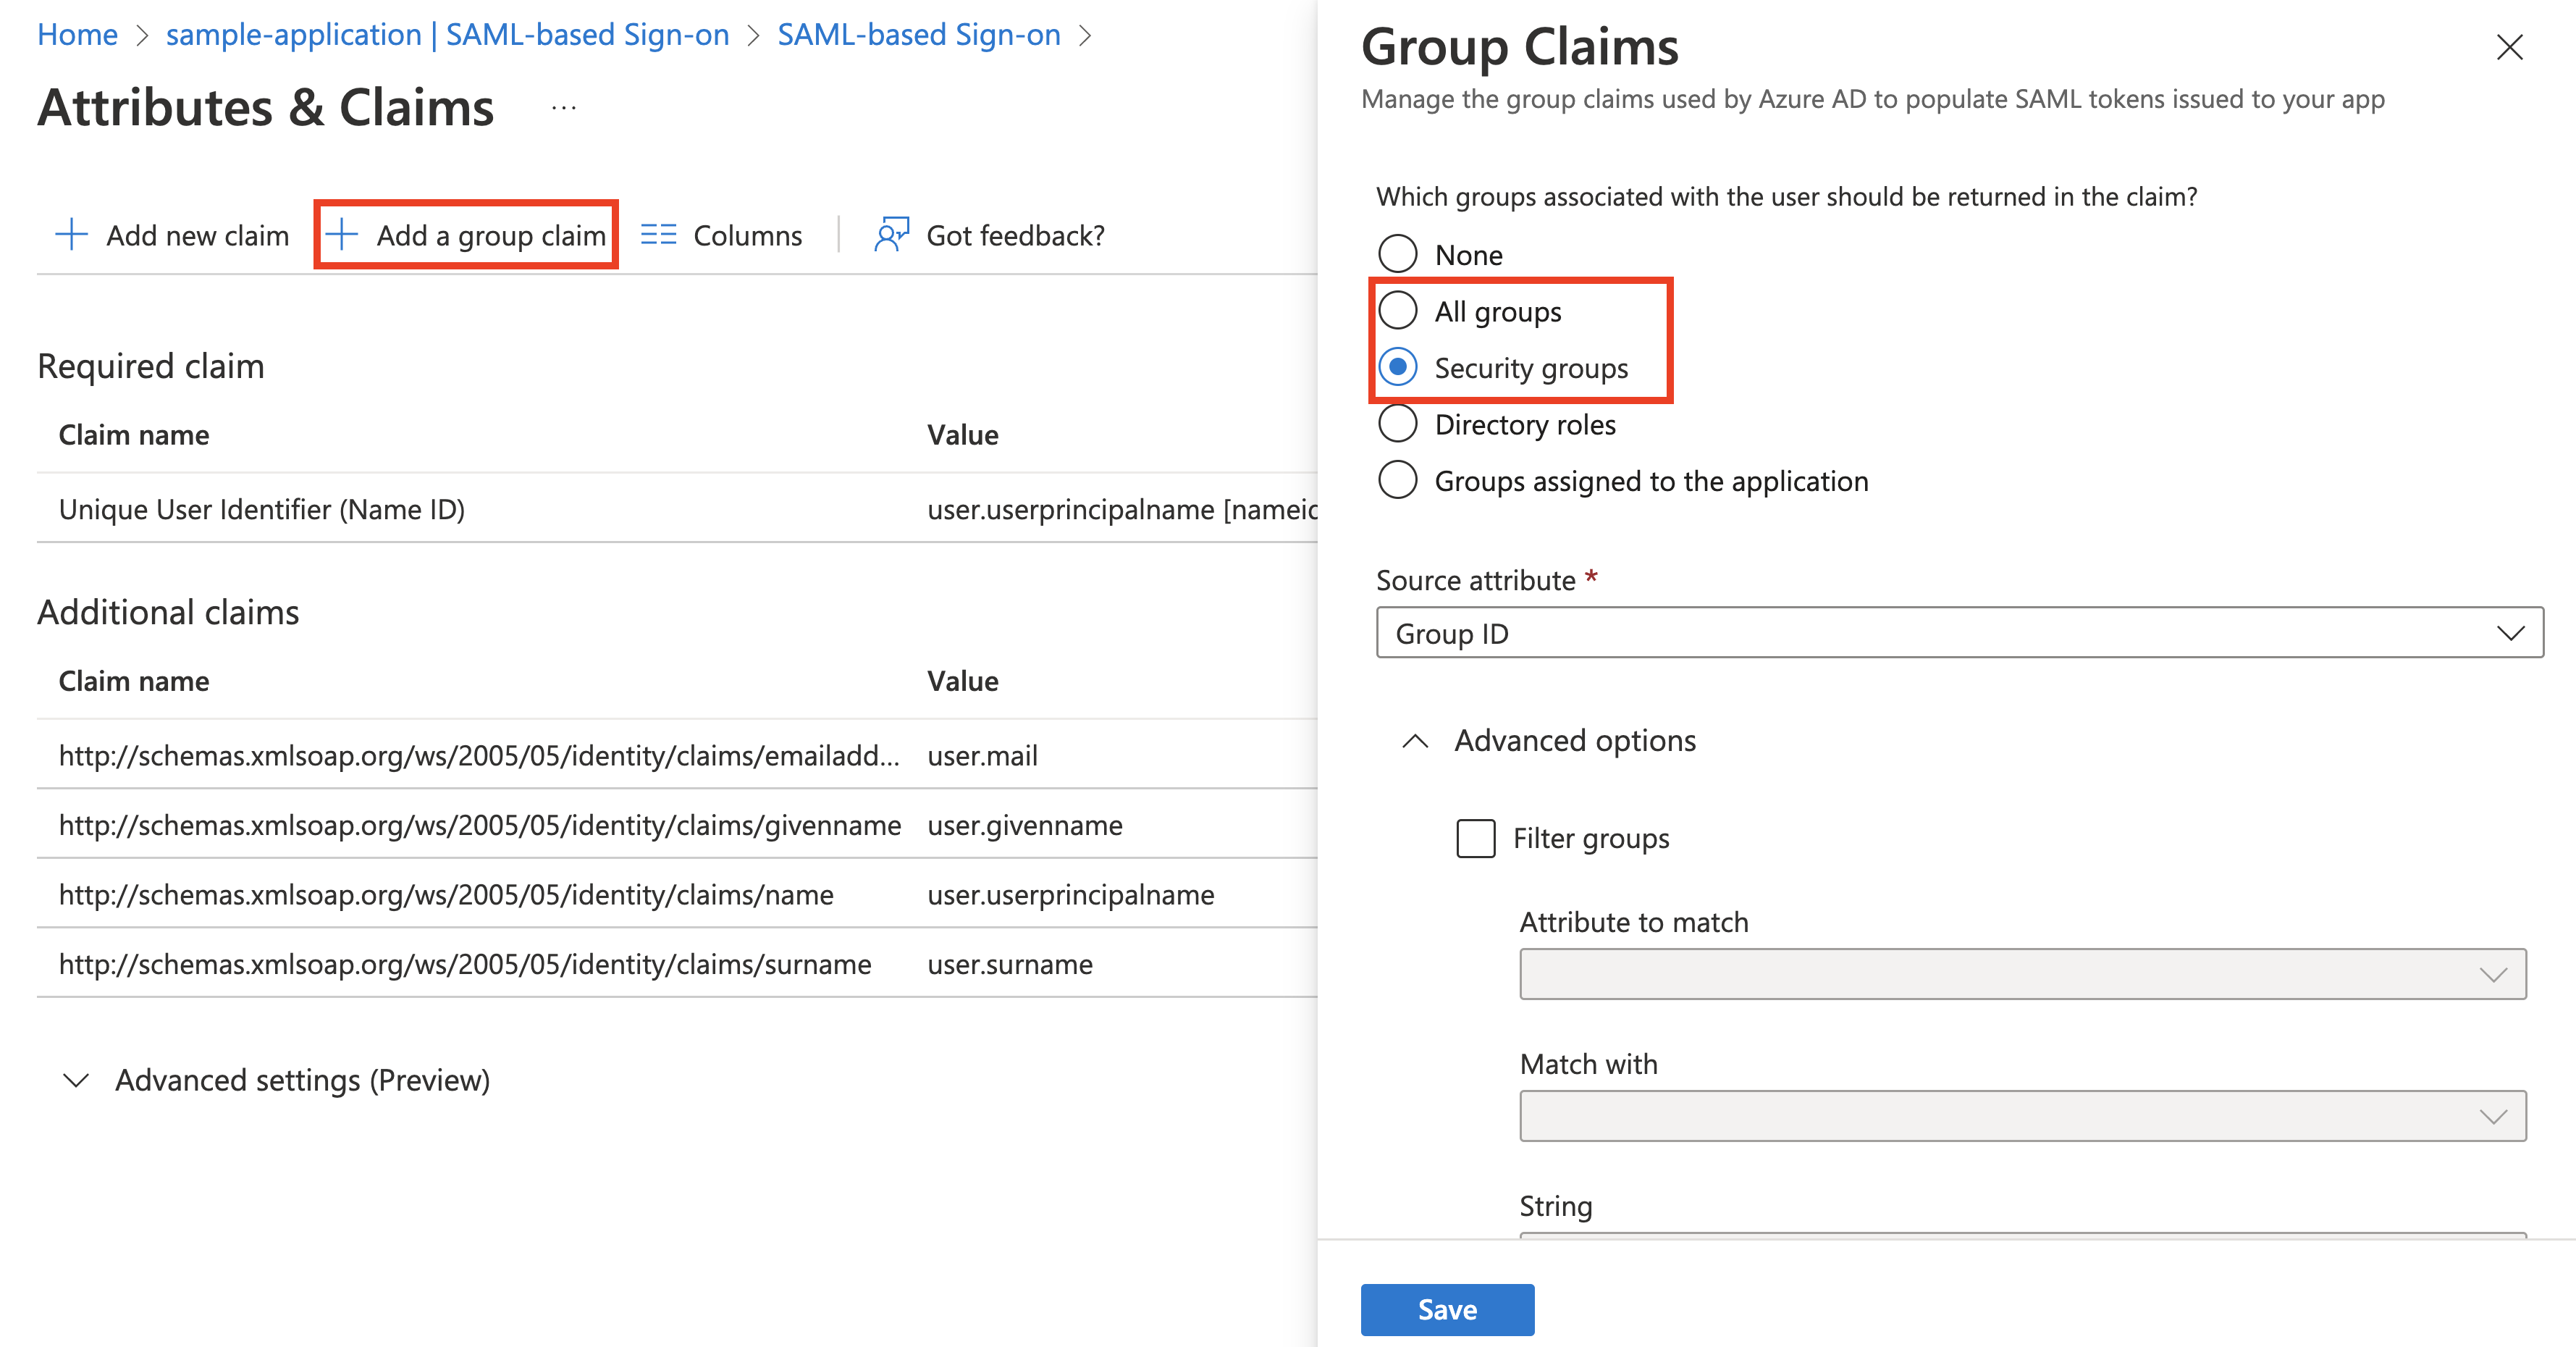 Home > sample-application | SAML-based Sign-on > SAML-based Sign-on >
Attributes & Claims ...
Add new claim
Add a group claim
Columns
Got feedback?
Required claim
Claim name Value
Unique User Identifier (Name ID) user.userprincipalname [nameid
Additional claims
Claim name Value
http://schemas.xmlsoap.org/ws/2005/05/identity/claims/emailadd... user.mail
http://schemas.xmlsoap.org/ws/2005/05/identity/claims/givenname user.givenname
http://schemas.xmlsoap.org/ws/2005/05/identity/claims/name user.userprincipalname
http://schemas.xmlsoap.org/ws/2005/05/identity/claims/surname user.surname
Advanced settings (Preview)
Group Claims
Manage the group claims used by Azure AD to populate SAML tokens issued to your app
Which groups associated with the user should be returned in the claim?
None
All groups
Security groups
Directory roles
Groups assigned to the application
Source attribute *
Group ID
Advanced options
Filter groups
Attribute to match
Match with
String
Save